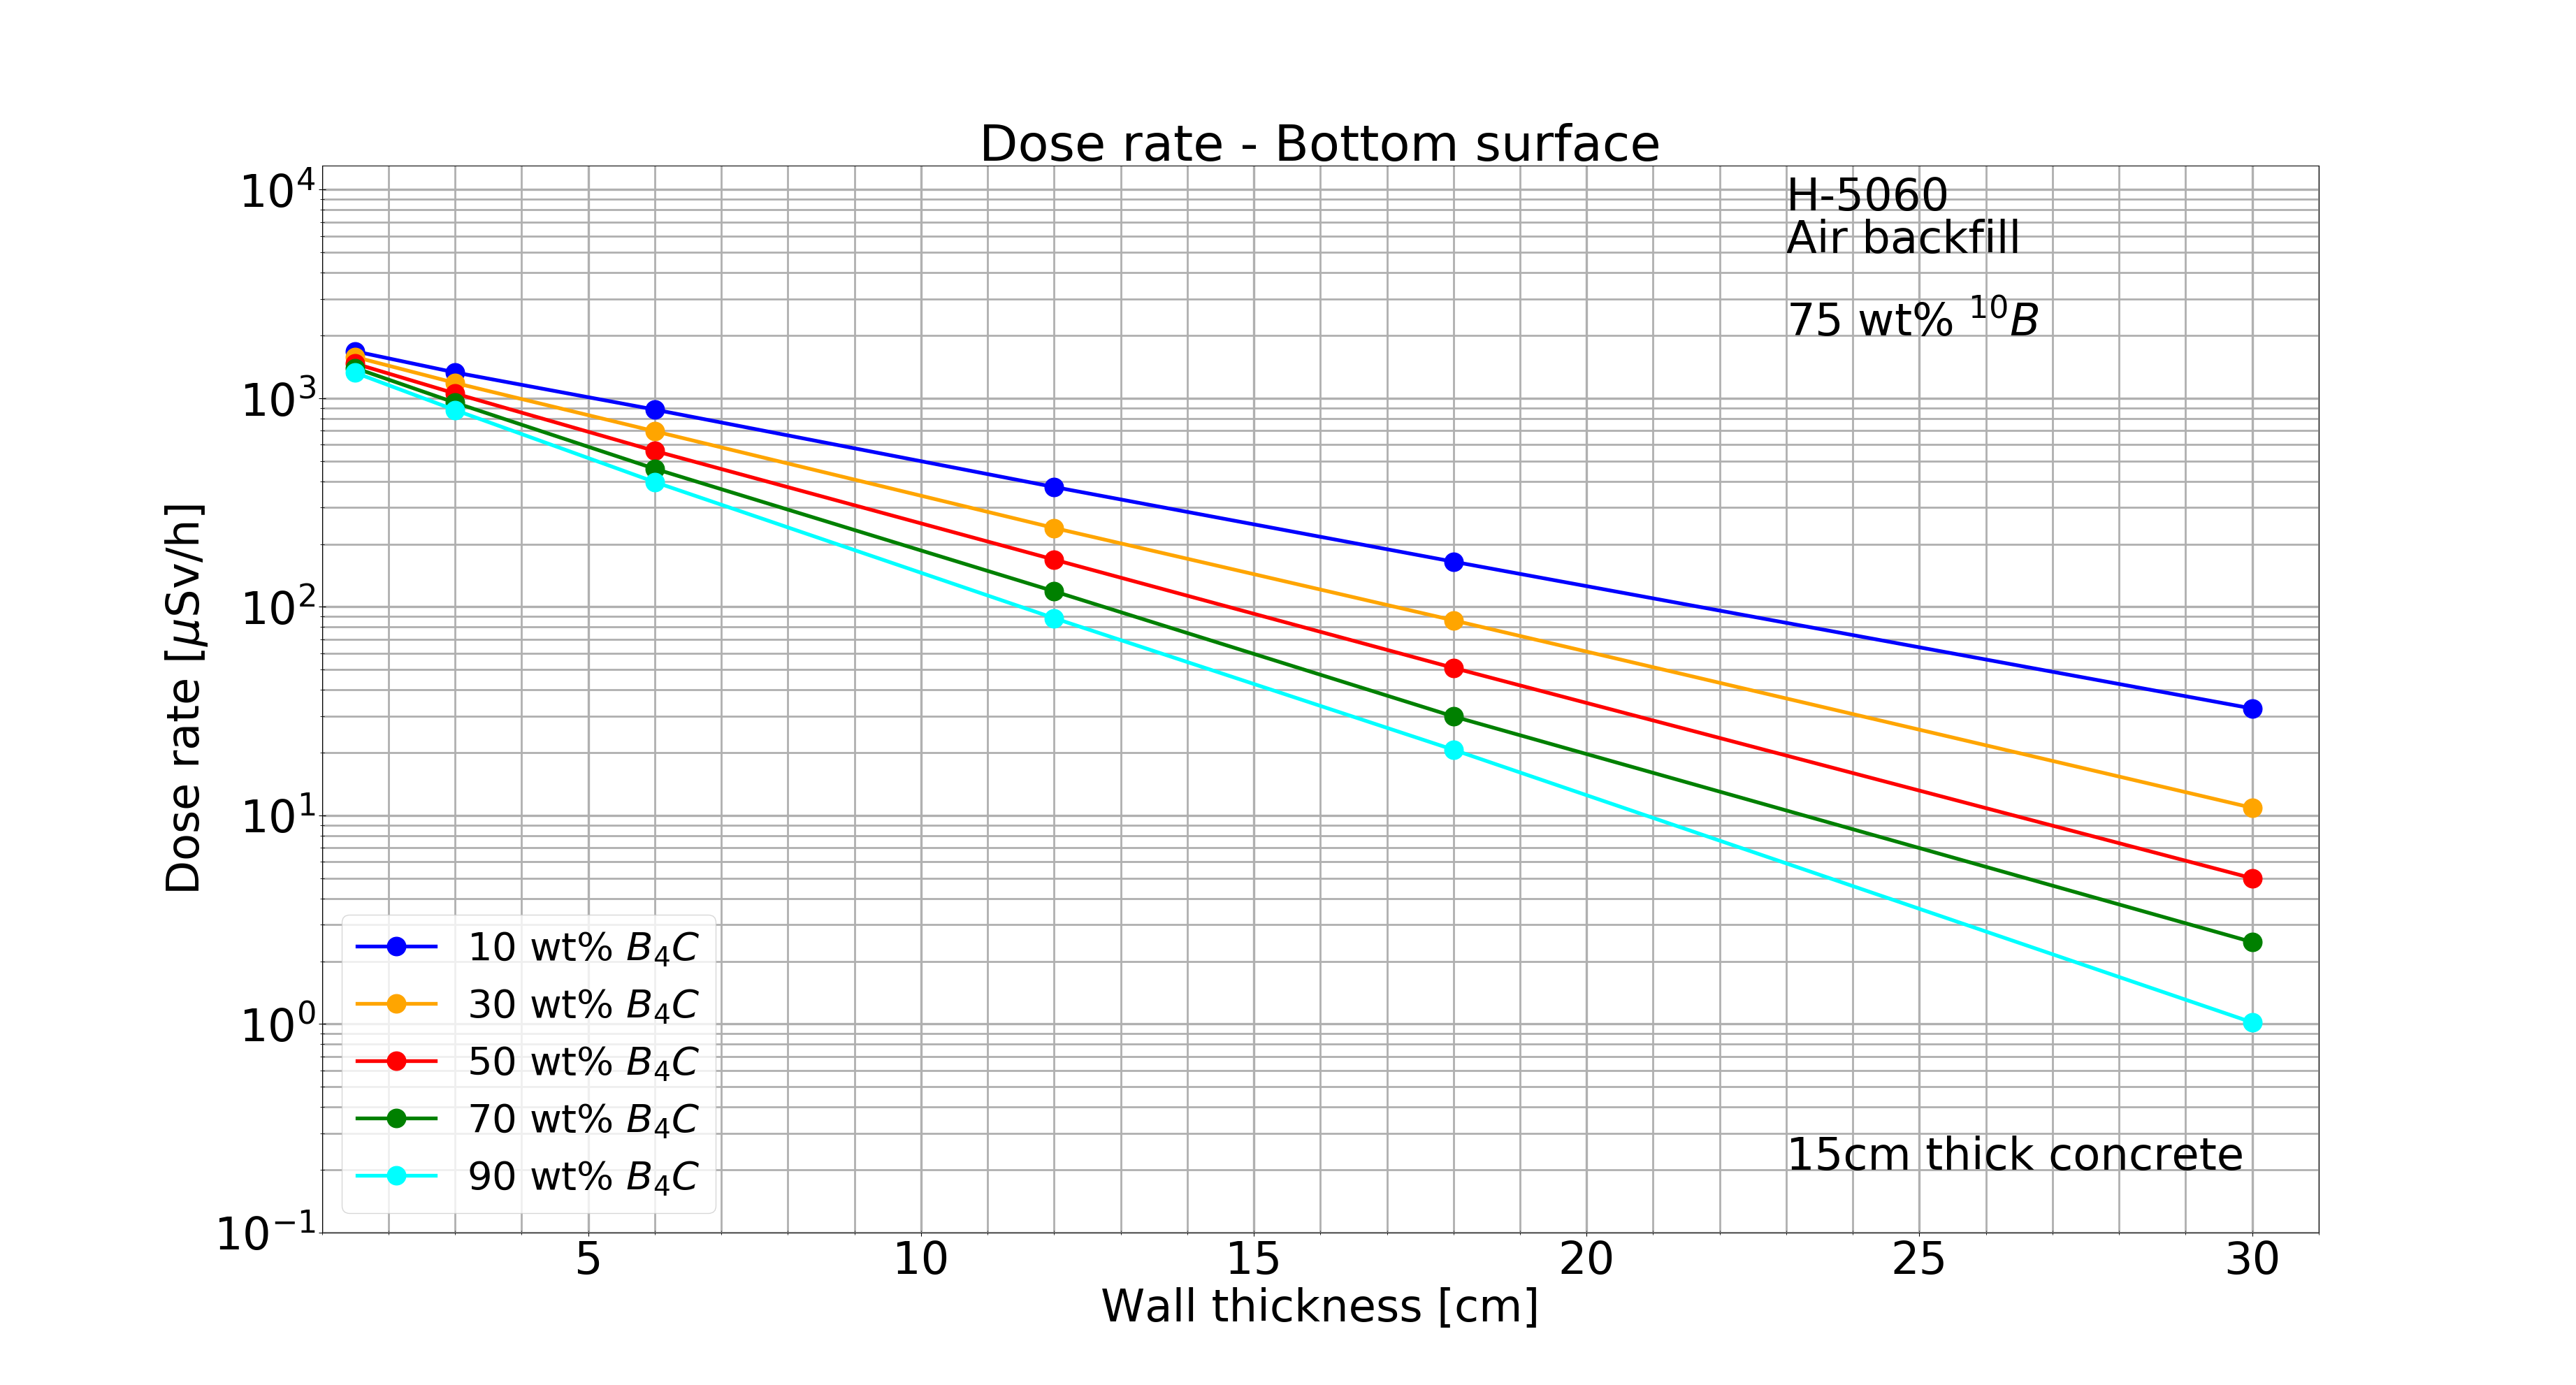 Dose rate - Bottom surface
10⁴
10³
10²
10¹
10⁰
10⁻¹
Dose rate [μSv/h]
H-5060
Air backfill
75 wt% ¹⁰B
10 wt% B₄C
30 wt% B₄C
50 wt% B₄C
70 wt% B₄C
90 wt% B₄C
15cm thick concrete
5 10 15 20 25 30
Wall thickness [cm]